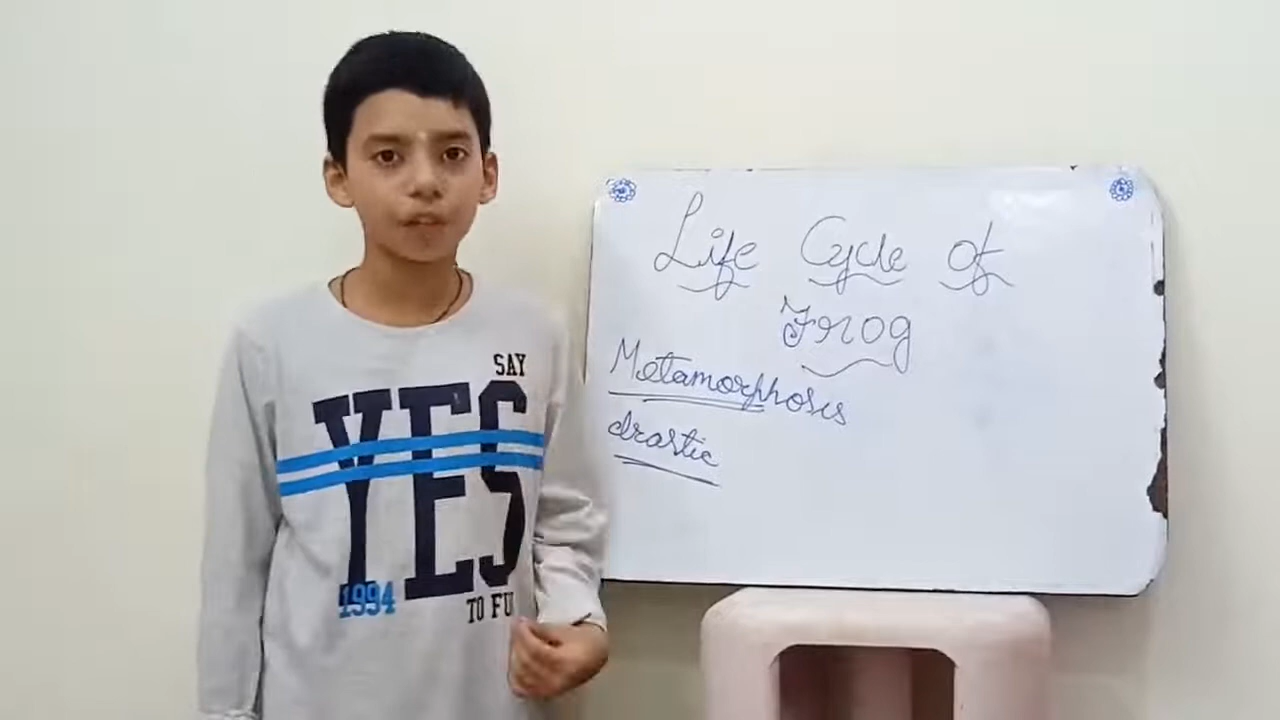 SAY
YES
1994
TO FU
Life Cycle of
Frog
Metamorphosis
drastic